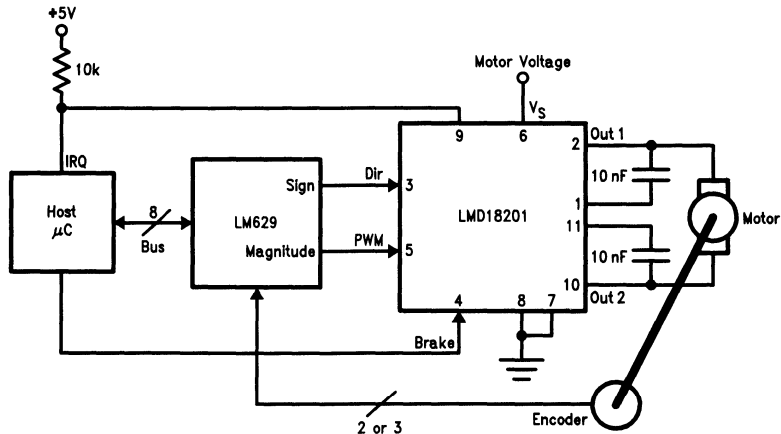 +5V
10k
Motor Voltage
V_S
9
6
2
Out 1
IRQ
10 nF
Host
μC
8
Bus
LM629
Sign
Magnitude
Dir
PWM
3
5
LMD18201
1
11
10 nF
Motor
10
Out 2
4
8
7
Brake
2 or 3
Encoder